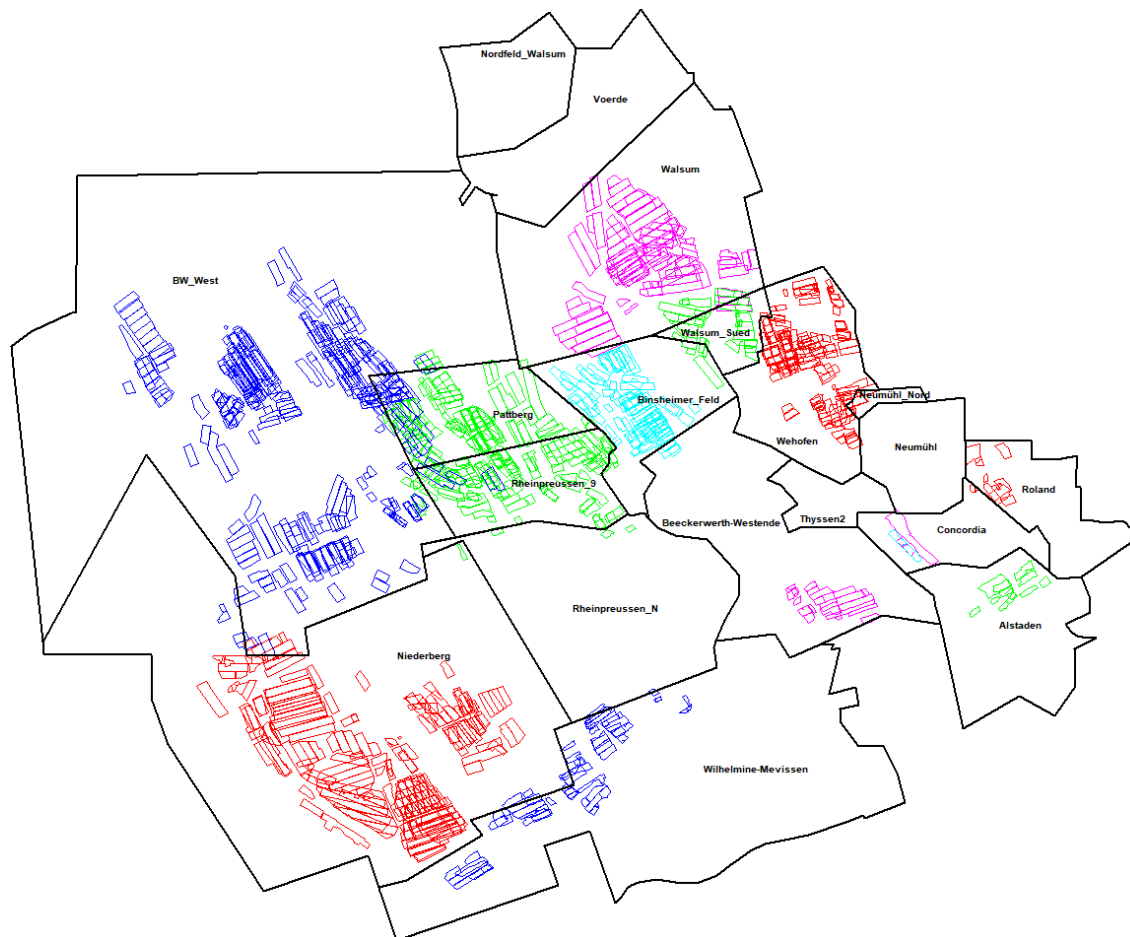 Nordfeld_Walsum
Voerde
Walsum
BW_West
Walsum_Sued
Neumühl_Nord
Binsheimer_Feld
Pattberg
Wehofen
Neumühl
Rheinpreussen_9
Roland
Beeckerwerth-Westende
Thyssen2
Concordia
Rheinpreussen_N
Alstaden
Niederberg
Wilhelmine-Mevissen